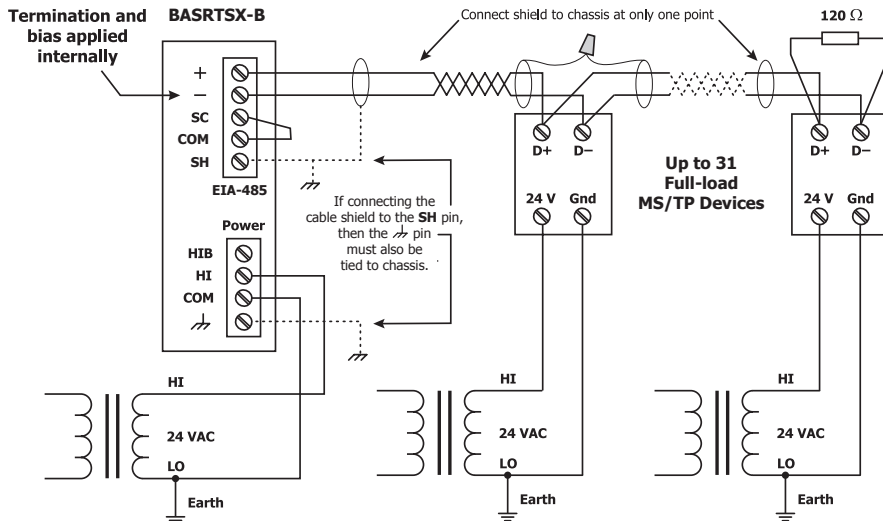 Termination and
bias applied
internally
BASRTSX-B
Connect shield to chassis at only one point
120 Ω
+
−
SC
COM
SH
EIA-485
D+ D−
24 V Gnd
Up to 31
Full-load
MS/TP Devices
D+ D−
24 V Gnd
If connecting the
cable shield to the SH pin,
then the pin
must also be
tied to chassis.
Power
HIB
HI
COM
HI
24 VAC
LO
Earth
HI
24 VAC
LO
Earth
HI
24 VAC
LO
Earth